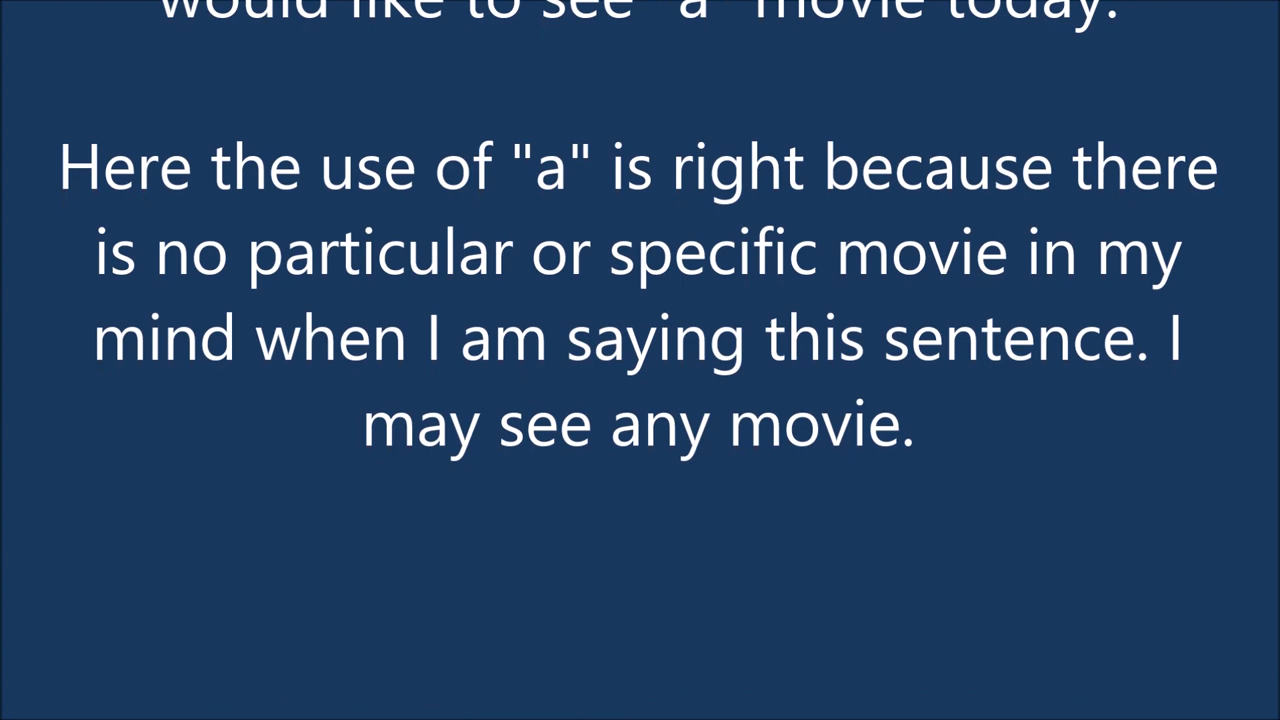 would like to see "a" movie today.
Here the use of "a" is right because there
is no particular or specific movie in my
mind when I am saying this sentence. I
may see any movie.